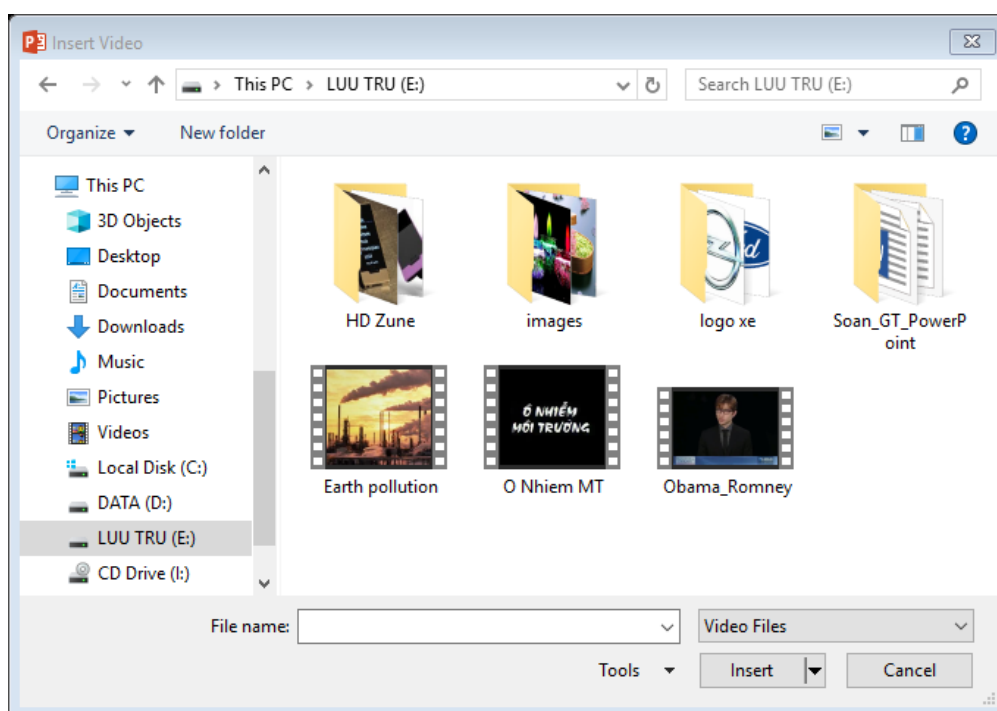 Insert Video
This PC > LUU TRU (E:)
Search LUU TRU (E:)
Organize
New folder
This PC
3D Objects
Desktop
Documents
Downloads
Music
Pictures
Videos
Local Disk (C:)
DATA (D:)
LUU TRU (E:)
CD Drive (I:)
HD Zune
images
logo xe
Soan_GT_PowerP
oint
Ô NHIỄM
MÔI TRƯỜNG
Earth pollution
O Nhiem MT
Obama_Romney
File name:
Video Files
Tools
Insert
Cancel